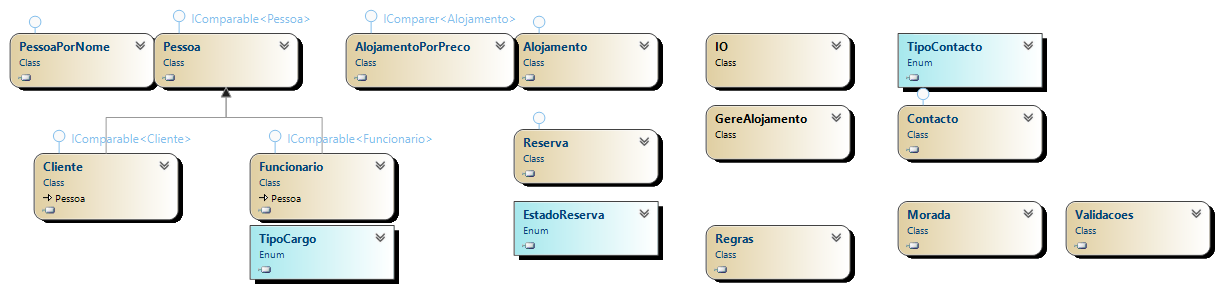 IComparable<Pessoa>
IComparer<Alojamento>
PessoaPorNome
Class
Pessoa
Class
AlojamentoPorPreco
Class
Alojamento
Class
IO
Class
TipoContacto
Enum
GereAlojamento
Class
Contacto
Class
IComparable<Cliente>
IComparable<Funcionario>
Reserva
Class
Cliente
Class
Pessoa
Funcionario
Class
Pessoa
EstadoReserva
Enum
Morada
Class
Validacoes
Class
TipoCargo
Enum
Regras
Class